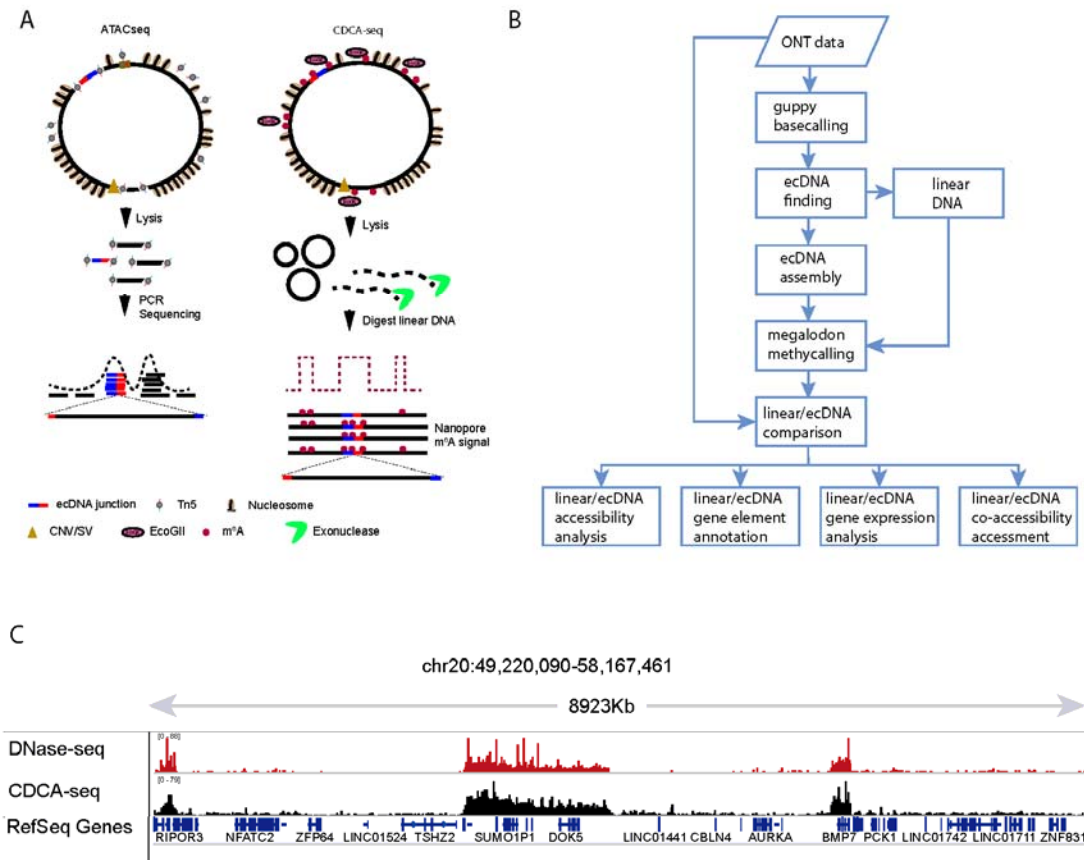 A
ATACseq
CDCA-seq
Lysis
Lysis
PCR
Sequencing
Digest linear DNA
Nanopore
m⁶A signal
ecDNA junction
Tn5
Nucleosome
CNV/SV
EcoGII
m⁶A
Exonuclease
B
ONT data
guppy
basecalling
ecDNA
finding
linear
DNA
ecDNA
assembly
megalodon
methycalling
linear/ecDNA
comparison
linear/ecDNA
accessibility
analysis
linear/ecDNA
gene element
annotation
linear/ecDNA
gene expression
analysis
linear/ecDNA
co-accessibility
accessment
C
chr20:49,220,090-58,167,461
8923Kb
DNase-seq
[0 - 88]
CDCA-seq
[0 - 79]
RefSeq Genes
RIPOR3 NFATC2 ZFP64 LINC01524 TSHZ2 SUMO1P1 DOK5 LINC01441 CBLN4 AURKA BMP7 PCK1 LINC01742 LINC01711 ZNF831